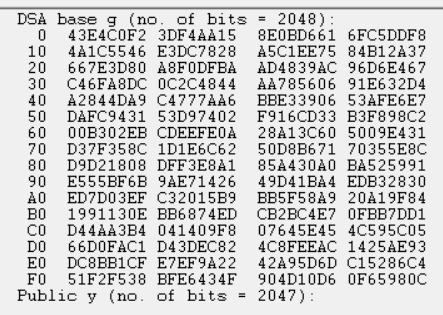 DSA base g (no. of bits = 2048):
0 43E4C0F2 3DF4AA15 8E0BD661 6FC5DDF8
10 4A1C5546 E3DC7828 A5C1EE75 84B12A37
20 667E3D80 A8F0DFBA AD4839AC 96D6E467
30 C46FA8DC 0C2C4844 AA785606 91E632D4
40 A2844DA9 C4777AA6 BBE33906 53AFE6E7
50 DAFC9431 53D97402 F916CD33 B3F898C2
60 00B302EB CDEEFE0A 28A13C60 5009E431
70 D37F358C 1D1E6C62 50D8B671 70355E8C
80 D9D21808 DFF3E8A1 85A430A0 BA525991
90 E555BF6B 9AE71426 49D41BA4 EDB32830
A0 ED7D03EF C32015B9 BB5F58A9 20A19F84
B0 1991130E BB6874ED CB2BC4E7 0FBB7DD1
C0 D44AA3B4 041409F8 07645E45 4C595C05
D0 66D0FAC1 D43DEC82 4C8FEEAC 1425AE93
E0 DC8BB1CF E7EF9A22 42A95D6D C15286C4
F0 51F2F538 BFE6434F 904D10D6 0F65980C
Public y (no. of bits = 2047):